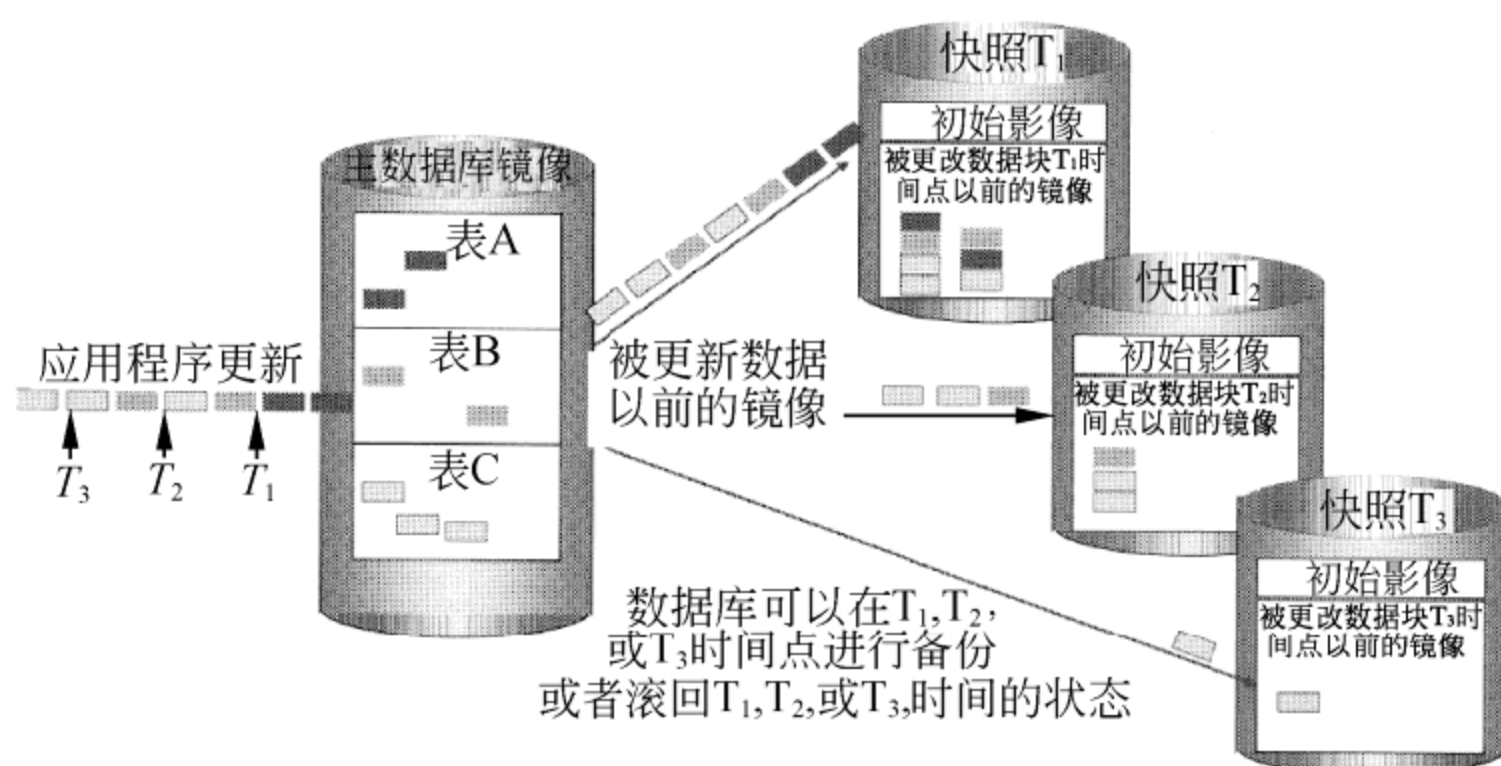 主数据库镜像
表A
表B
表C
应用程序更新
T₃
T₂
T₁
被更新数据
以前的镜像
快照T₁
初始影像
被更改数据块T₁时
间点以前的镜像
快照T₂
初始影像
被更改数据块T₂时
间点以前的镜像
快照T₃
初始影像
被更改数据块T₃时
间点以前的镜像
数据库可以在T₁,T₂,
或T₃时间点进行备份
或者滚回T₁,T₂,或T₃,时间的状态